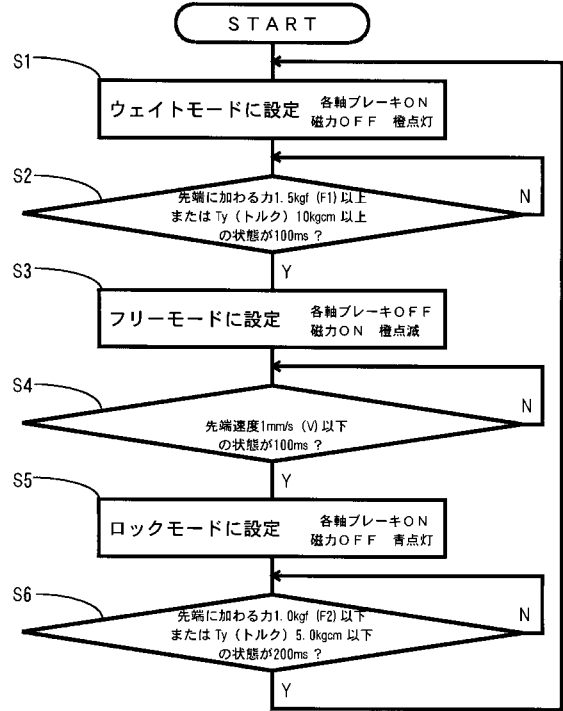 START
S1
ウェイトモードに設定 各軸ブレーキON
磁力OFF 橙点灯
S2
先端に加わる力1.5kgf (F1) 以上
または Ty (トルク) 10kgcm 以上
の状態が100ms ?
N
Y
S3
フリーモードに設定 各軸ブレーキOFF
磁力ON 橙点滅
S4
先端速度1mm/s (V) 以下
の状態が100ms ?
N
Y
S5
ロックモードに設定 各軸ブレーキON
磁力OFF 青点灯
S6
先端に加わる力1.0kgf (F2) 以下
または Ty (トルク) 5.0kgcm 以下
の状態が200ms ?
N
Y